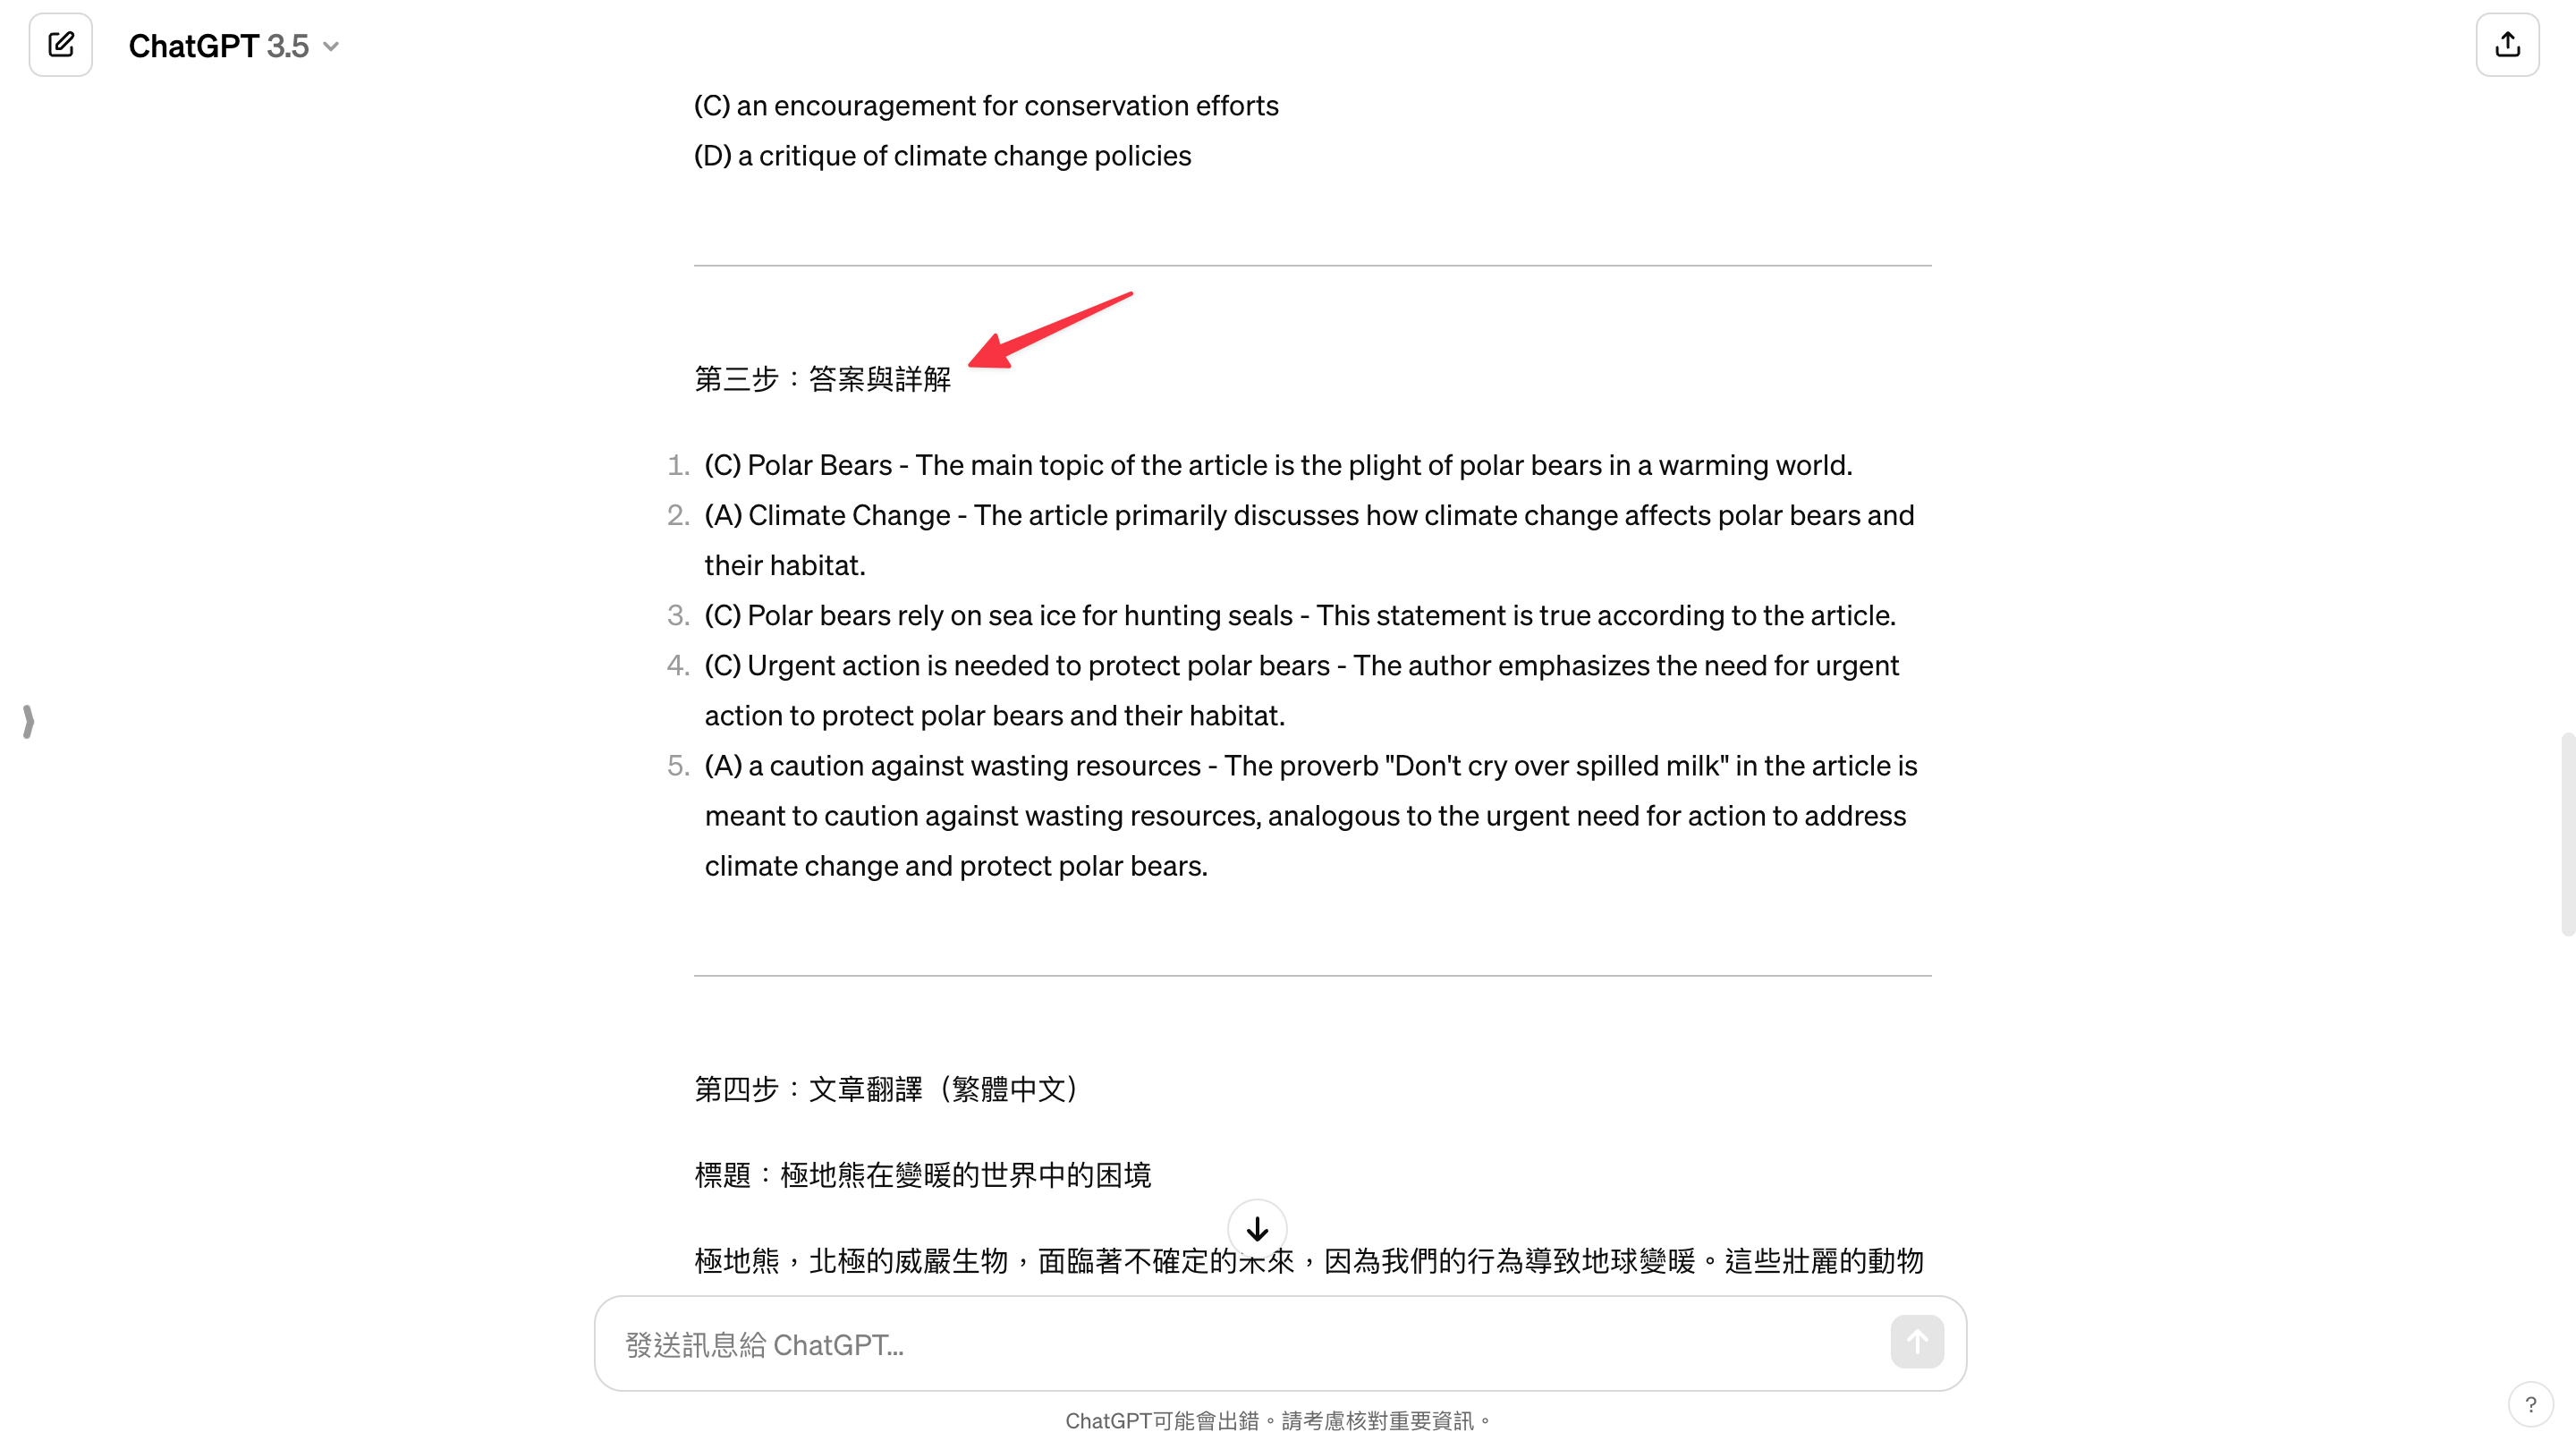 ChatGPT 3.5
(C) an encouragement for conservation efforts
(D) a critique of climate change policies
第三步：答案與詳解
1. (C) Polar Bears - The main topic of the article is the plight of polar bears in a warming world.
2. (A) Climate Change - The article primarily discusses how climate change affects polar bears and
their habitat.
3. (C) Polar bears rely on sea ice for hunting seals - This statement is true according to the article.
4. (C) Urgent action is needed to protect polar bears - The author emphasizes the need for urgent
action to protect polar bears and their habitat.
5. (A) a caution against wasting resources - The proverb "Don't cry over spilled milk" in the article is
meant to caution against wasting resources, analogous to the urgent need for action to address
climate change and protect polar bears.
第四步：文章翻譯（繁體中文）
標題：極地熊在變暖的世界中的困境
極地熊，北極的威嚴生物，面臨著不確定的未來，因為我們的行為導致地球變暖。這些壯麗的動物
發送訊息給 ChatGPT...
ChatGPT可能會出錯。請考慮核對重要資訊。
?